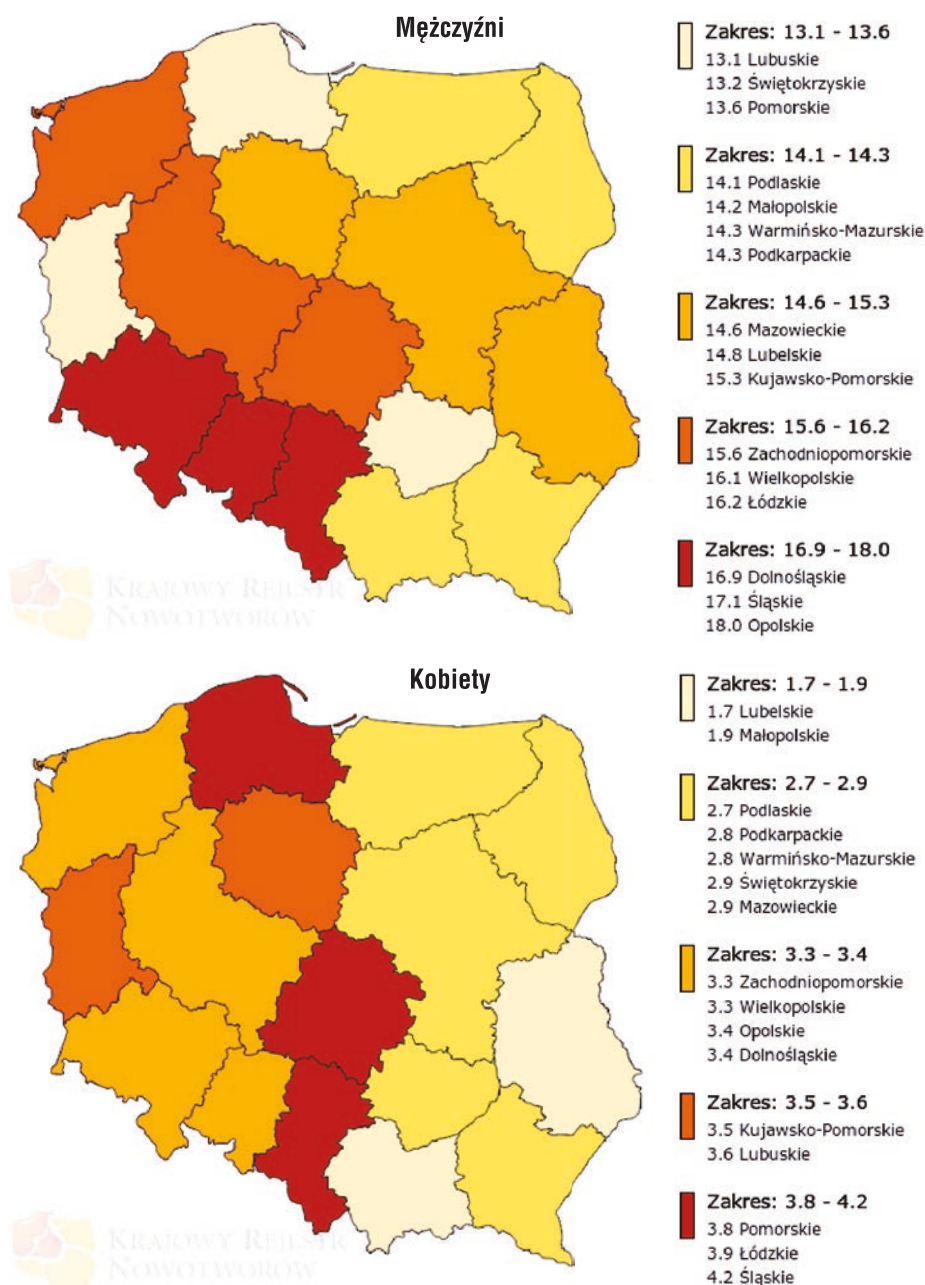 Mężczyźni
Zakres: 13.1 - 13.6
13.1 Lubuskie
13.2 Świętokrzyskie
13.6 Pomorskie
Zakres: 14.1 - 14.3
14.1 Podlaskie
14.2 Małopolskie
14.3 Warmińsko-Mazurskie
14.3 Podkarpackie
Zakres: 14.6 - 15.3
14.6 Mazowieckie
14.8 Lubelskie
15.3 Kujawsko-Pomorskie
Zakres: 15.6 - 16.2
15.6 Zachodniopomorskie
16.1 Wielkopolskie
16.2 Łódzkie
Zakres: 16.9 - 18.0
16.9 Dolnośląskie
17.1 Śląskie
18.0 Opolskie
KRAJOWY REJESTR
NOWOTWORÓW
Kobiety
Zakres: 1.7 - 1.9
1.7 Lubelskie
1.9 Małopolskie
Zakres: 2.7 - 2.9
2.7 Podlaskie
2.8 Podkarpackie
2.8 Warmińsko-Mazurskie
2.9 Świętokrzyskie
2.9 Mazowieckie
Zakres: 3.3 - 3.4
3.3 Zachodniopomorskie
3.3 Wielkopolskie
3.4 Opolskie
3.4 Dolnośląskie
Zakres: 3.5 - 3.6
3.5 Kujawsko-Pomorskie
3.6 Lubuskie
Zakres: 3.8 - 4.2
3.8 Pomorskie
3.9 Łódzkie
4.2 Śląskie
KRAJOWY REJESTR
NOWOTWORÓW